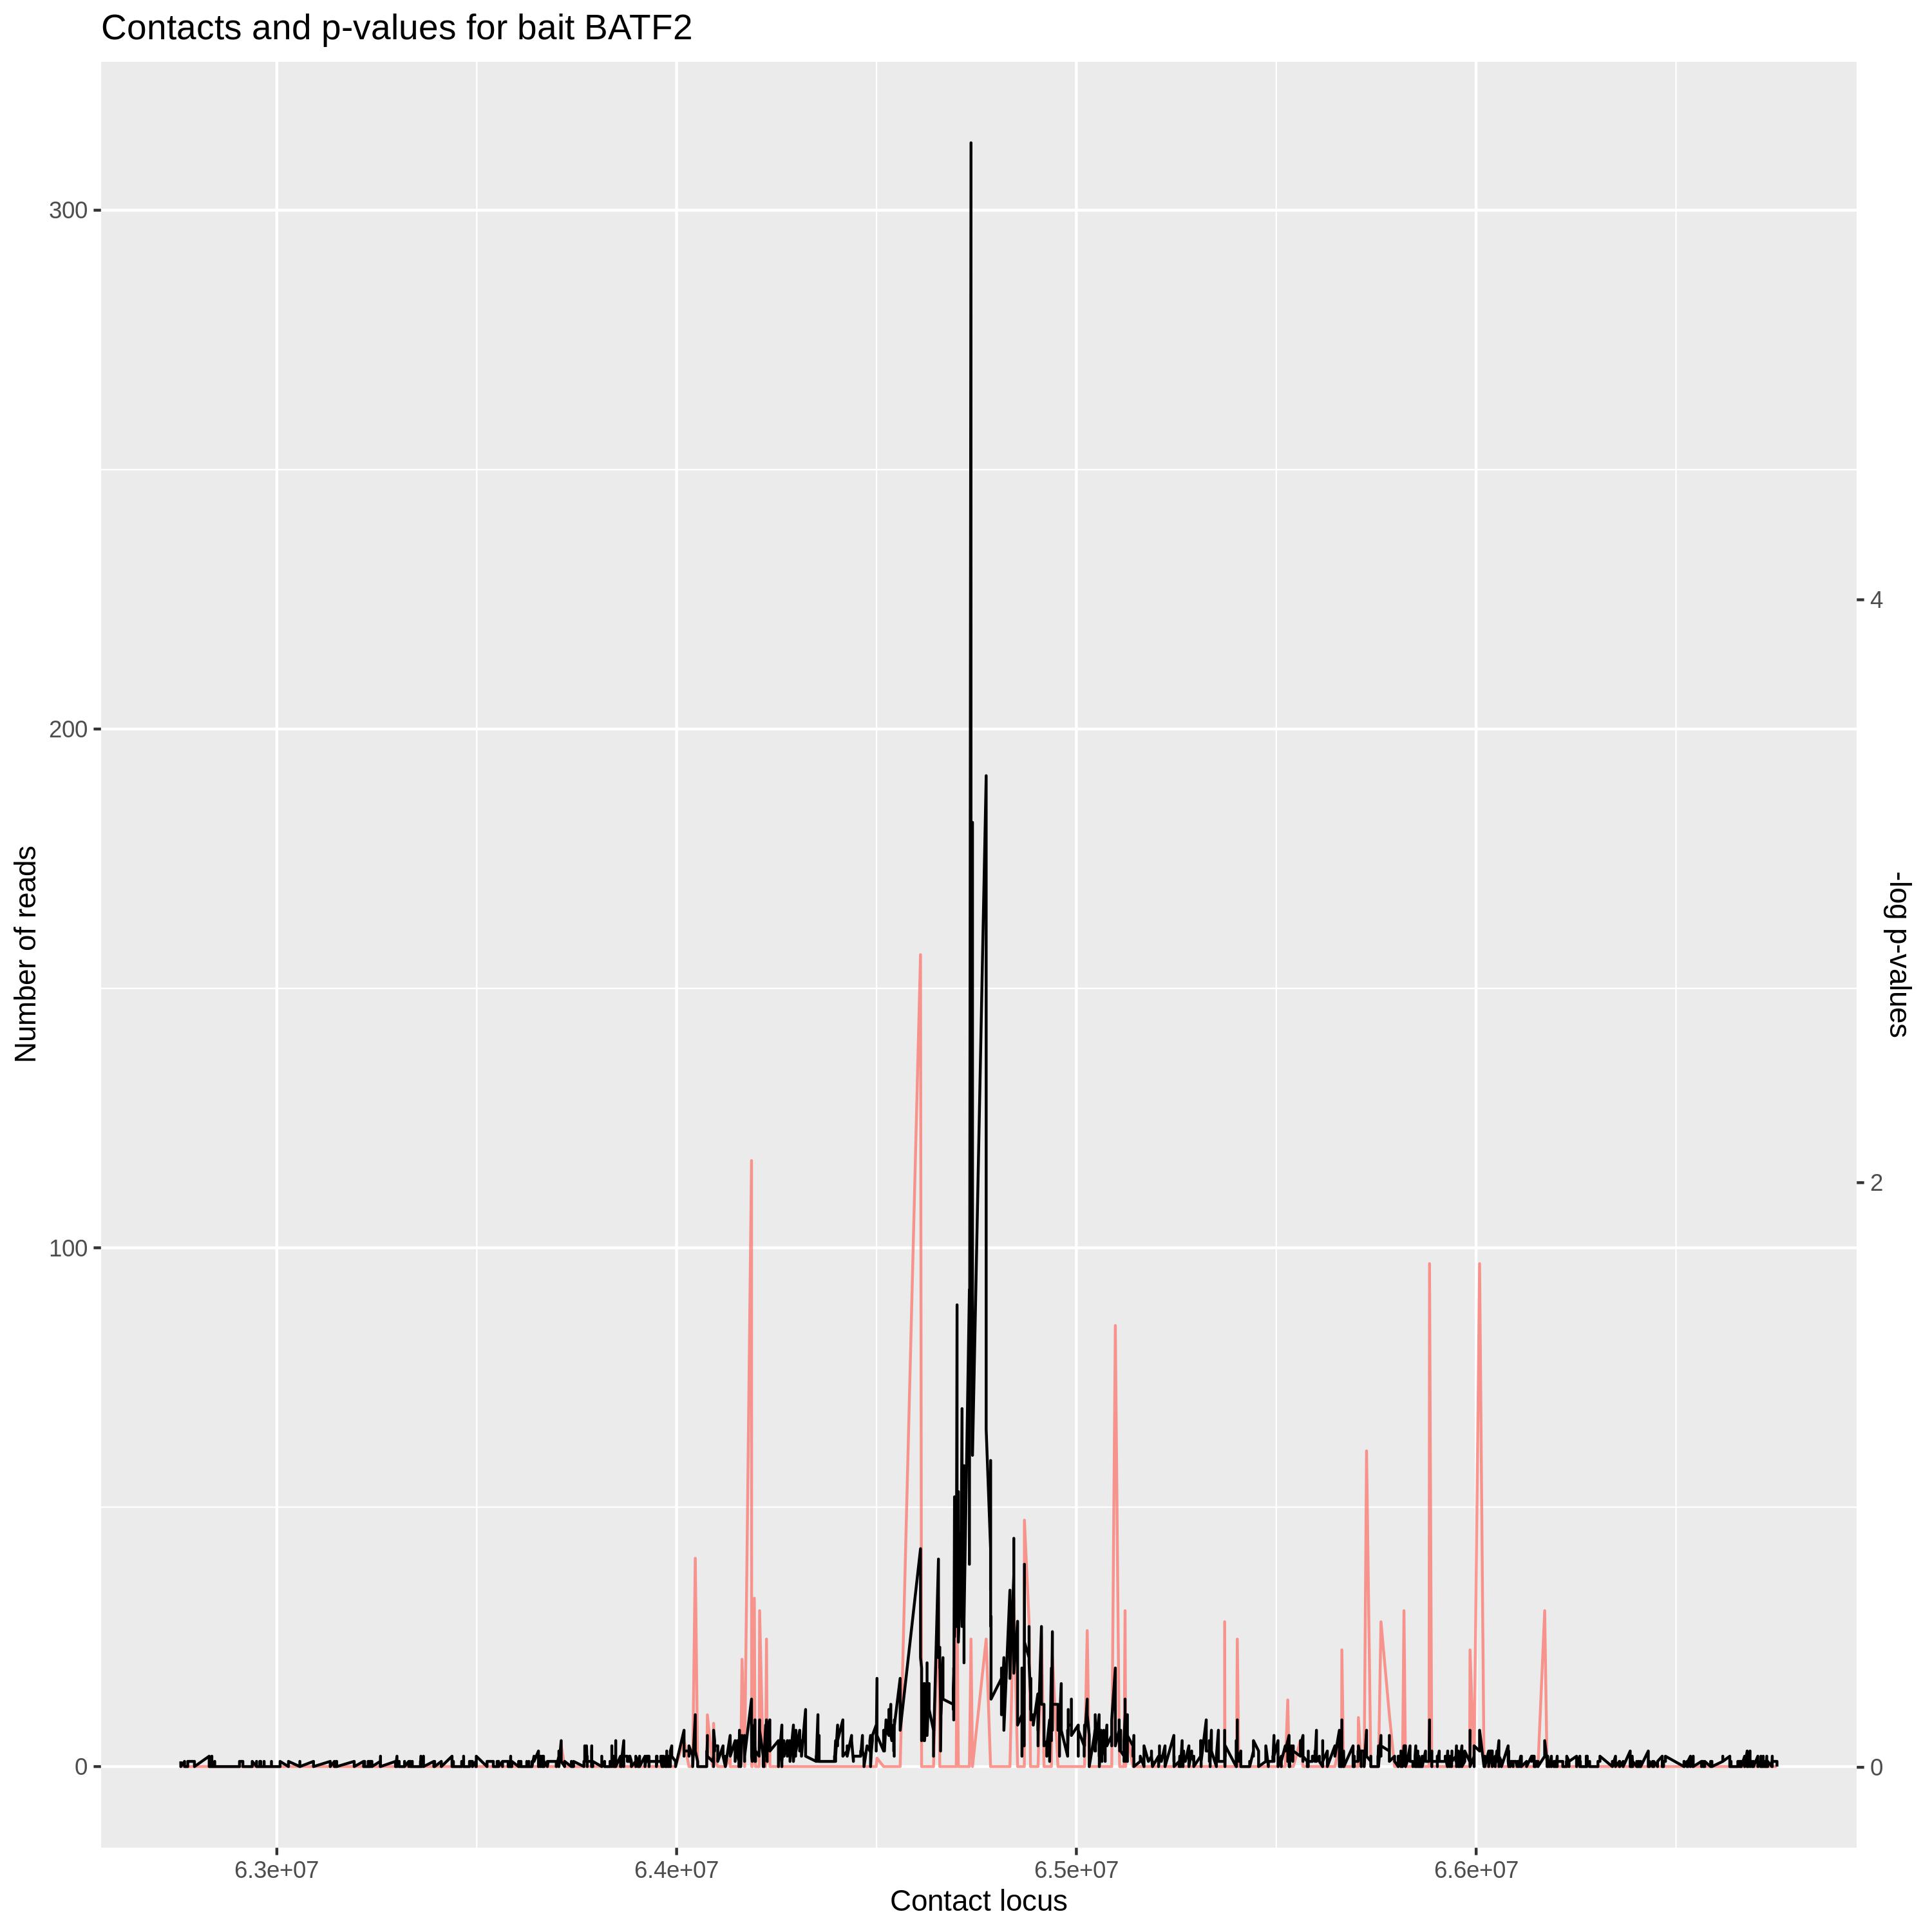 Contacts and p-values for bait BATF2
300
200
100
0
Number of reads
4
2
0
-log p-values
6.3e+07
6.4e+07
6.5e+07
6.6e+07
Contact locus